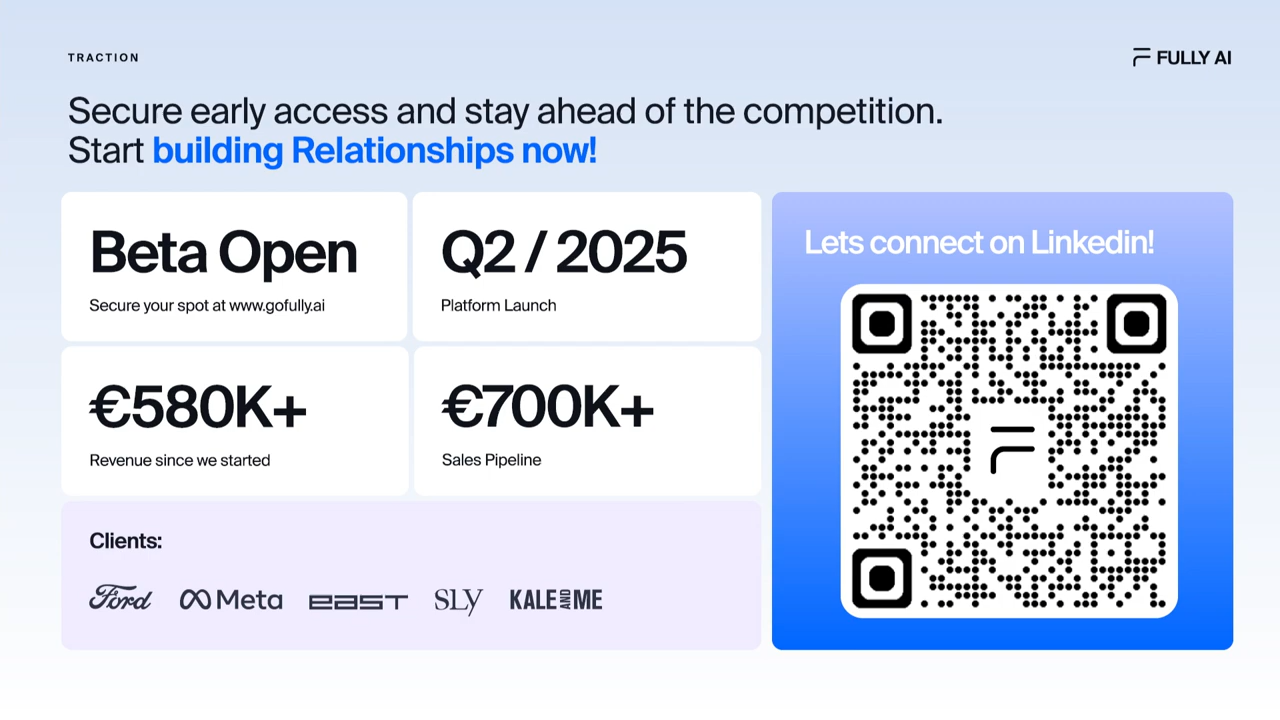 TRACTION
FULLY AI
Secure early access and stay ahead of the competition.
Start building Relationships now!
Beta Open
Secure your spot at www.gofully.ai
Q2 / 2025
Platform Launch
€580K+
Revenue since we started
€700K+
Sales Pipeline
Clients:
Ford
Meta
east
SLY
KALE AND ME
Lets connect on Linkedin!